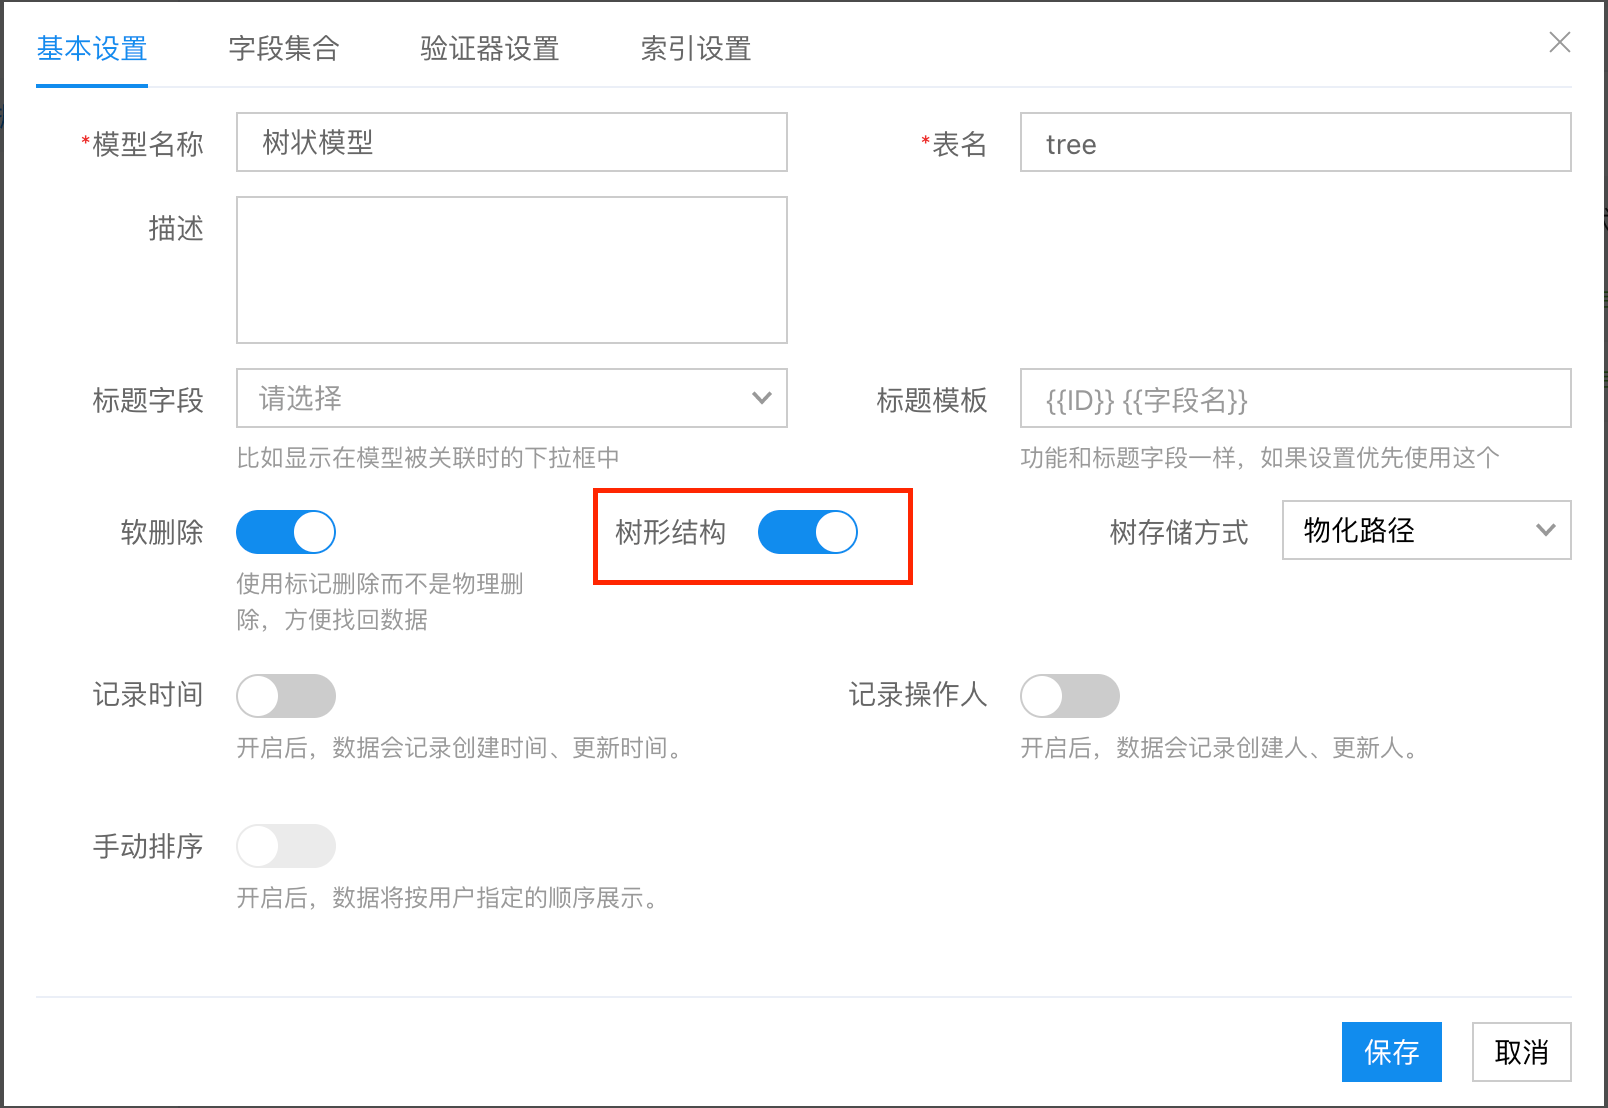 基本设置 字段集合 验证器设置 索引设置
*模型名称 树状模型 *表名 tree
描述
标题字段 请选择 标题模板 {{ID}} {{字段名}}
比如显示在模型被关联时的下拉框中 功能和标题字段一样，如果设置优先使用这个
软删除 树形结构 树存储方式 物化路径
使用标记删除而不是物理删
除，方便找回数据
记录时间 记录操作人
开启后，数据会记录创建时间、更新时间。 开启后，数据会记录创建人、更新人。
手动排序
开启后，数据将按用户指定的顺序展示。
保存 取消